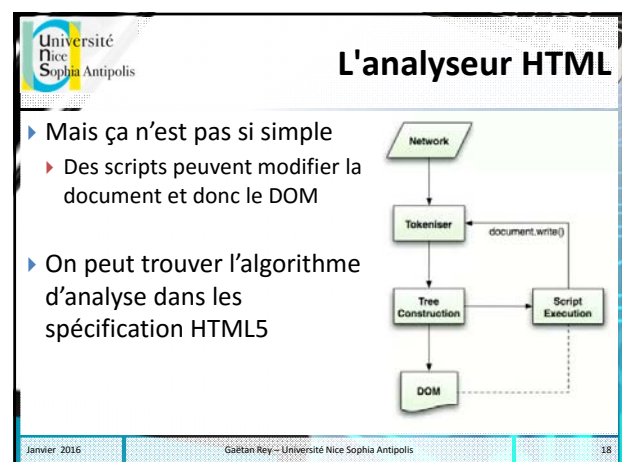 Université
Nice
Sophia Antipolis
L'analyseur HTML
Mais ça n'est pas si simple
Des scripts peuvent modifier la
document et donc le DOM
On peut trouver l'algorithme
d'analyse dans les
spécification HTML5
Network
Tokeniser
document.write()
Tree
Construction
Script
Execution
DOM
Janvier 2016
Gaëtan Rey – Université Nice Sophia Antipolis
18